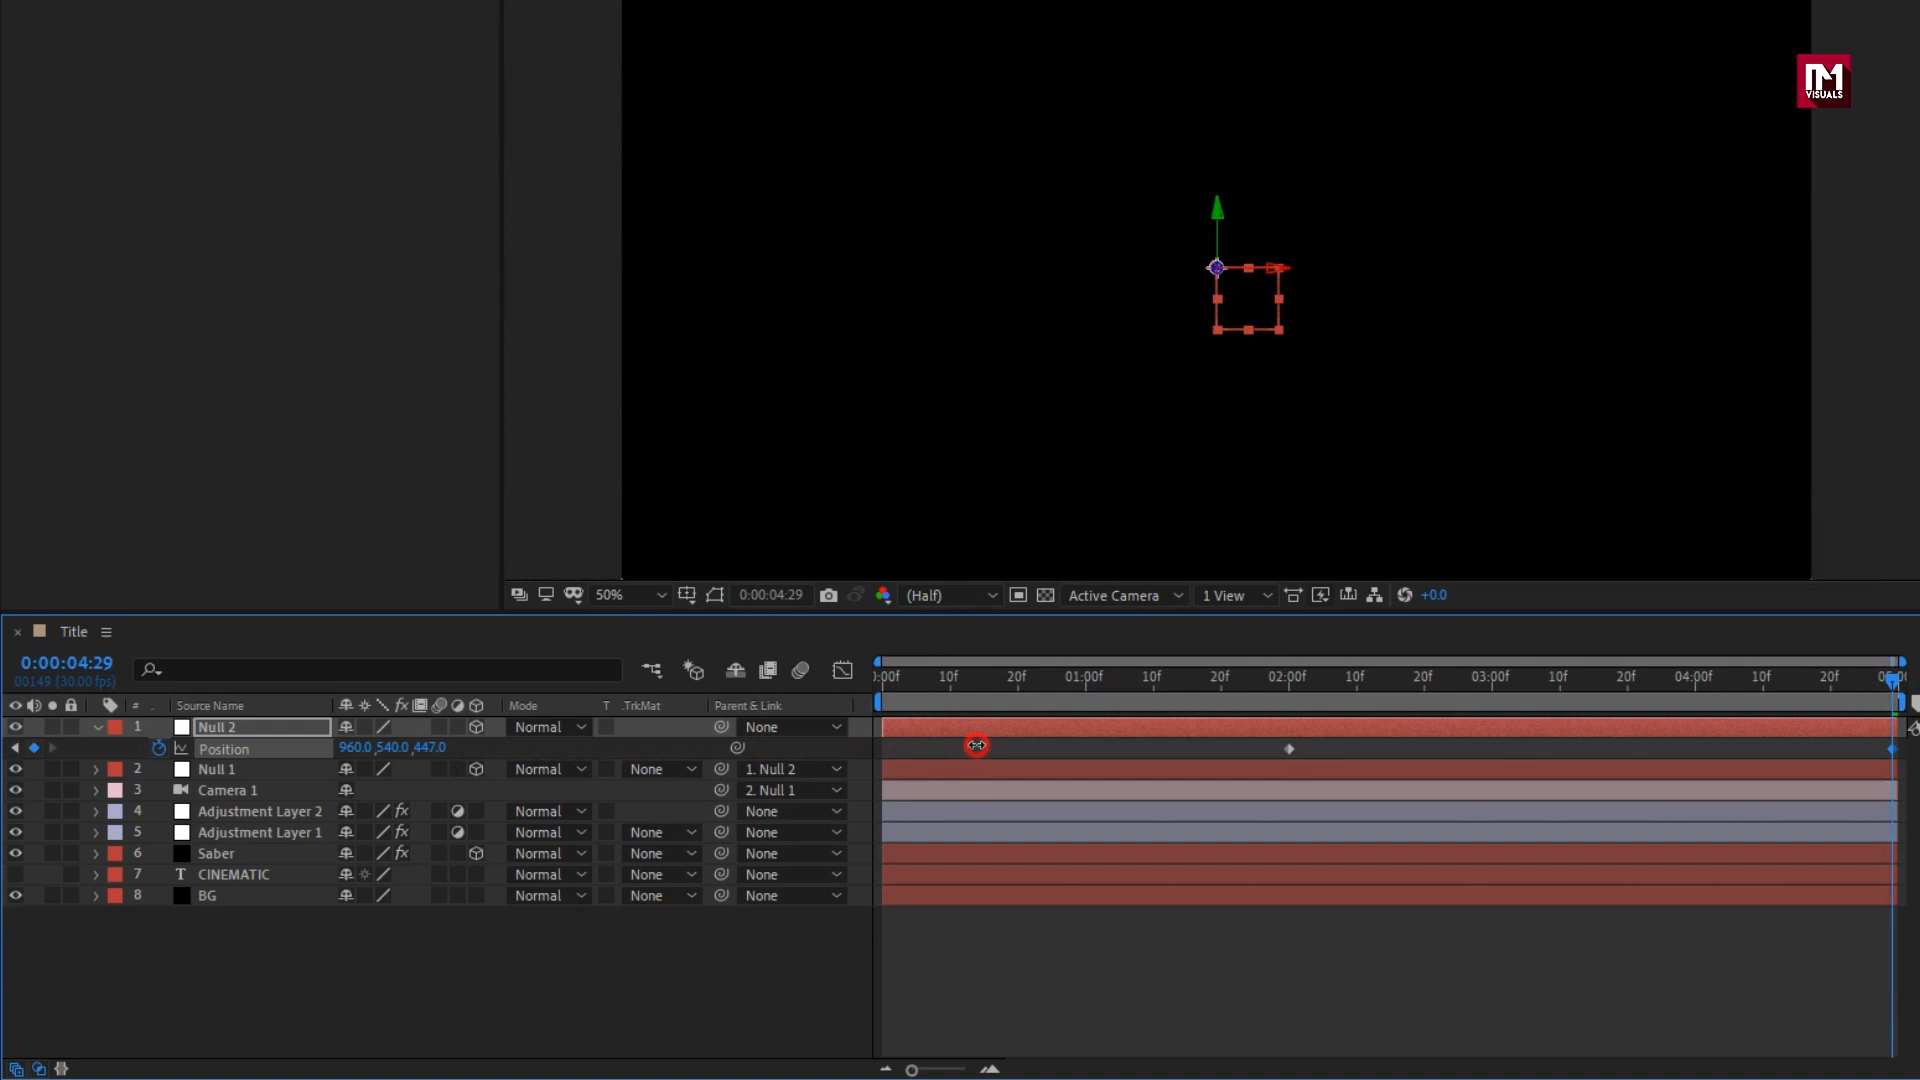 M
VISUALS
50% 0:00:04:29 (Half) Active Camera 1 View +0.0
× Title
0:00:04:29
00149 (30.00 fps)
:00f 10f 20f 01:00f 10f 20f 02:00f 10f 20f 03:00f 10f 20f 04:00f 10f 20f
# . Source Name fx Mode T .TrkMat Parent & Link
1 Null 2 Normal None
Position 960.0,540.0,447.0
2 Null 1 Normal None 1. Null 2
3 Camera 1 2. Null 1
4 Adjustment Layer 2 fx Normal None
5 Adjustment Layer 1 fx Normal None None
6 Saber fx Normal None None
7 T CINEMATIC Normal None None
8 BG Normal None None